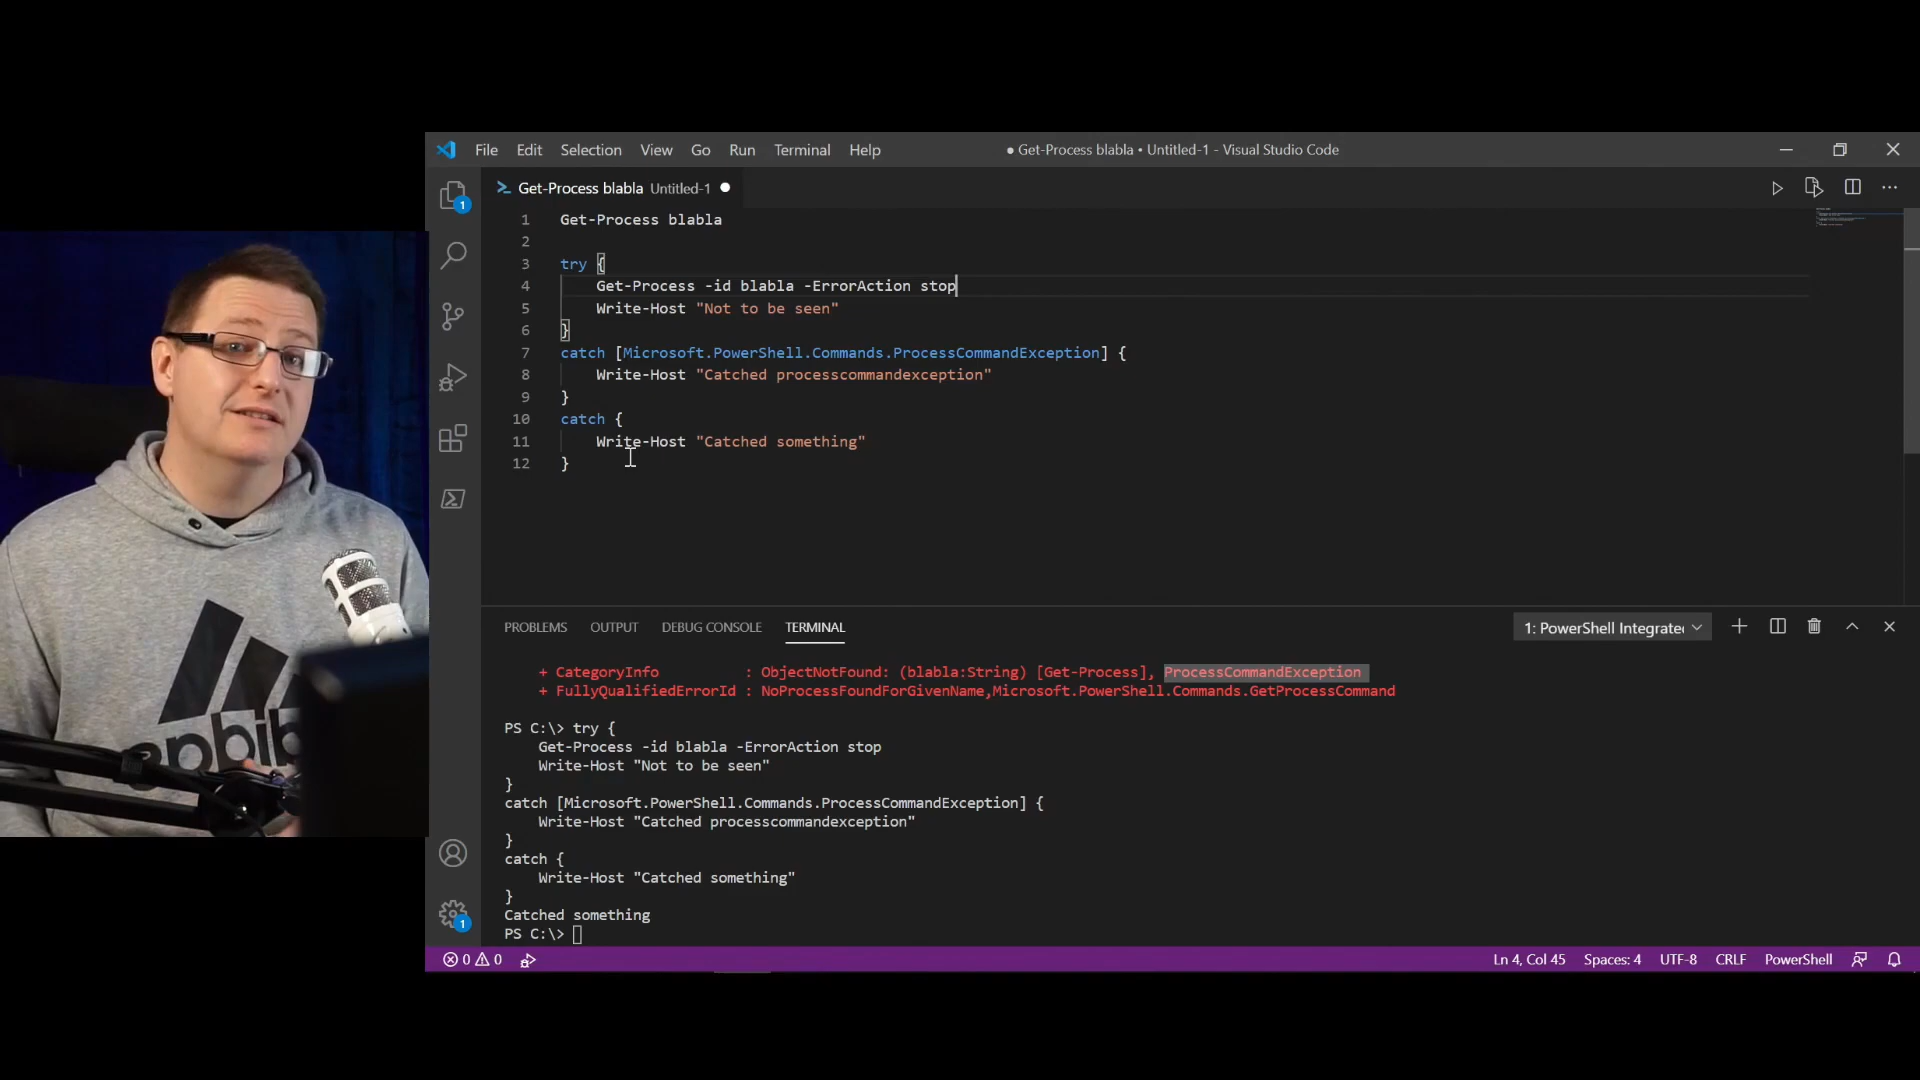 File Edit Selection View Go Run Terminal Help
● Get-Process blabla • Untitled-1 - Visual Studio Code
Get-Process blabla Untitled-1
1 Get-Process blabla
2
3 try {
4 Get-Process -id blabla -ErrorAction stop
5 Write-Host "Not to be seen"
6 }
7 catch [Microsoft.PowerShell.Commands.ProcessCommandException] {
8 Write-Host "Catched processcommandexception"
9 }
10 catch {
11 Write-Host "Catched something"
12 }
1
PROBLEMS OUTPUT DEBUG CONSOLE TERMINAL
1: PowerShell Integrate
+ CategoryInfo : ObjectNotFound: (blabla:String) [Get-Process], ProcessCommandException
+ FullyQualifiedErrorId : NoProcessFoundForGivenName,Microsoft.PowerShell.Commands.GetProcessCommand
PS C:\> try {
Get-Process -id blabla -ErrorAction stop
Write-Host "Not to be seen"
}
catch [Microsoft.PowerShell.Commands.ProcessCommandException] {
Write-Host "Catched processcommandexception"
}
catch {
Write-Host "Catched something"
}
Catched something
PS C:\>
1
0 0
Ln 4, Col 45 Spaces: 4 UTF-8 CRLF PowerShell